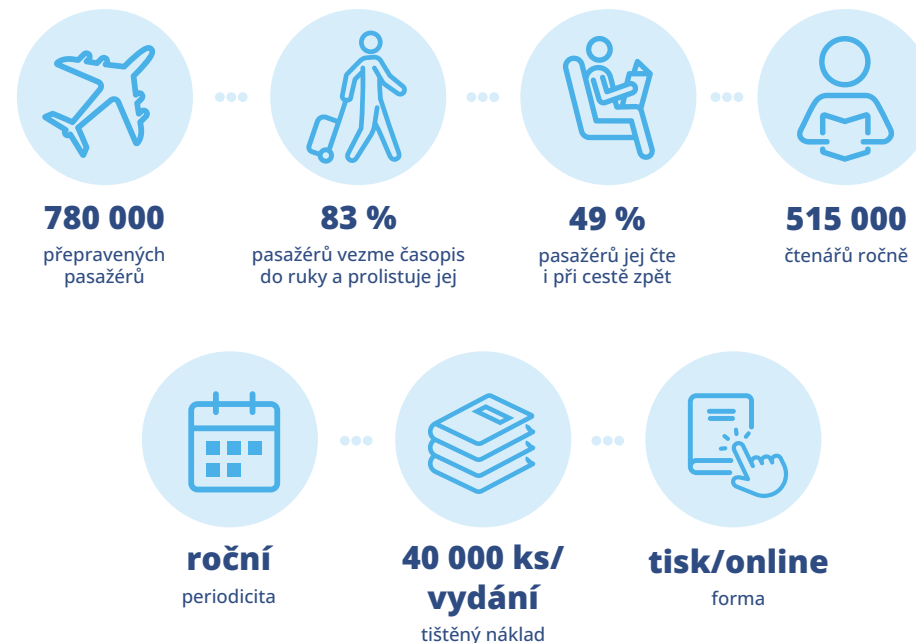 780 000
přepravených
pasažérů
83 %
pasažérů vezme časopis
do ruky a prolistuje jej
49 %
pasažérů jej čte
i při cestě zpět
515 000
čtenářů ročně
roční
periodicita
40 000 ks/
vydání
tištěný náklad
tisk/online
forma